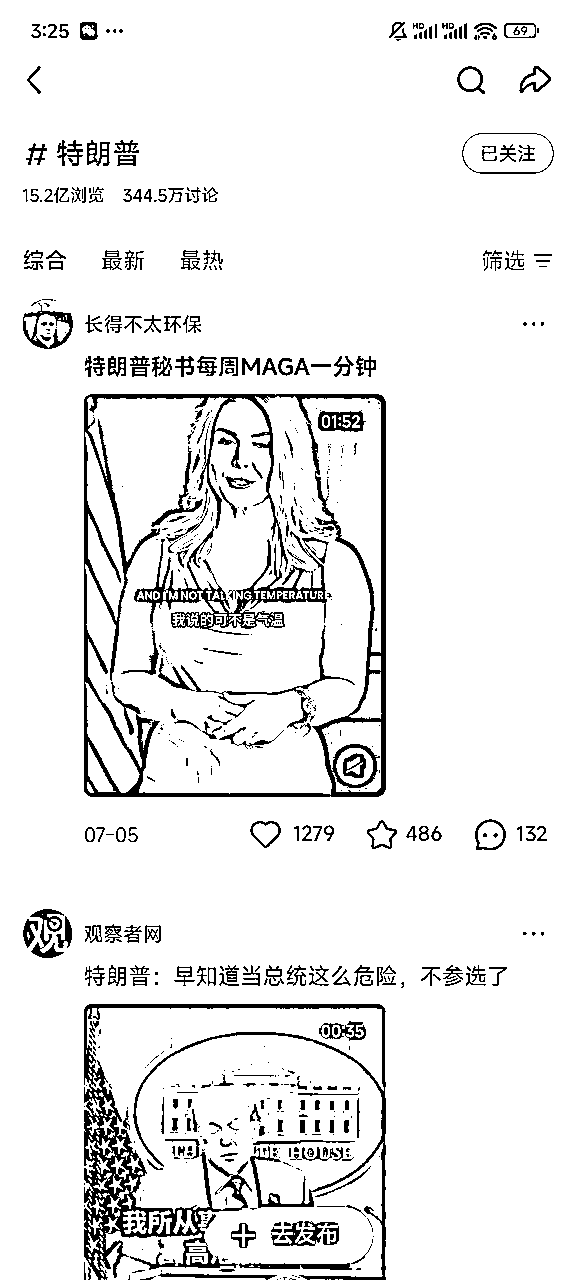 3:25 ··· HD HD 69
# 特朗普
已关注
15.2亿浏览 344.5万讨论
综合 最新 最热 筛选
长得不太环保
特朗普秘书每周MAGA一分钟
01:52
AND I'M NOT TALKING TEMPERATURE
我说的可不是气温
07-05 1279 486 132
观
观察者网
特朗普：早知道当总统这么危险，不参选了
00:35
THE WHITE HOUSE
我所从事
高
+ 去发布